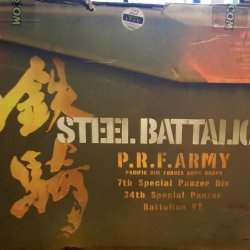 鉄騎
STEEL BATTALIO
P.R.F. ARMY
PACIFIC RIM FORCES ARMY CORPS
7th Special Panzer Div
34th Special Panzer
Battalion VT